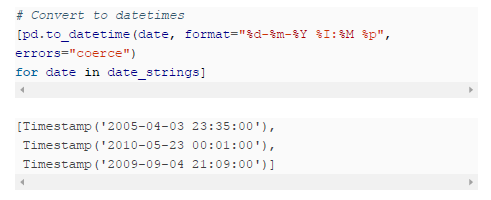 # Convert to datetimes
[pd.to_datetime(date, format="%d-%m-%Y %I:%M %p",
errors="coerce")
for date in date_strings]
[Timestamp('2005-04-03 23:35:00'),
Timestamp('2010-05-23 00:01:00'),
Timestamp('2009-09-04 21:09:00')]